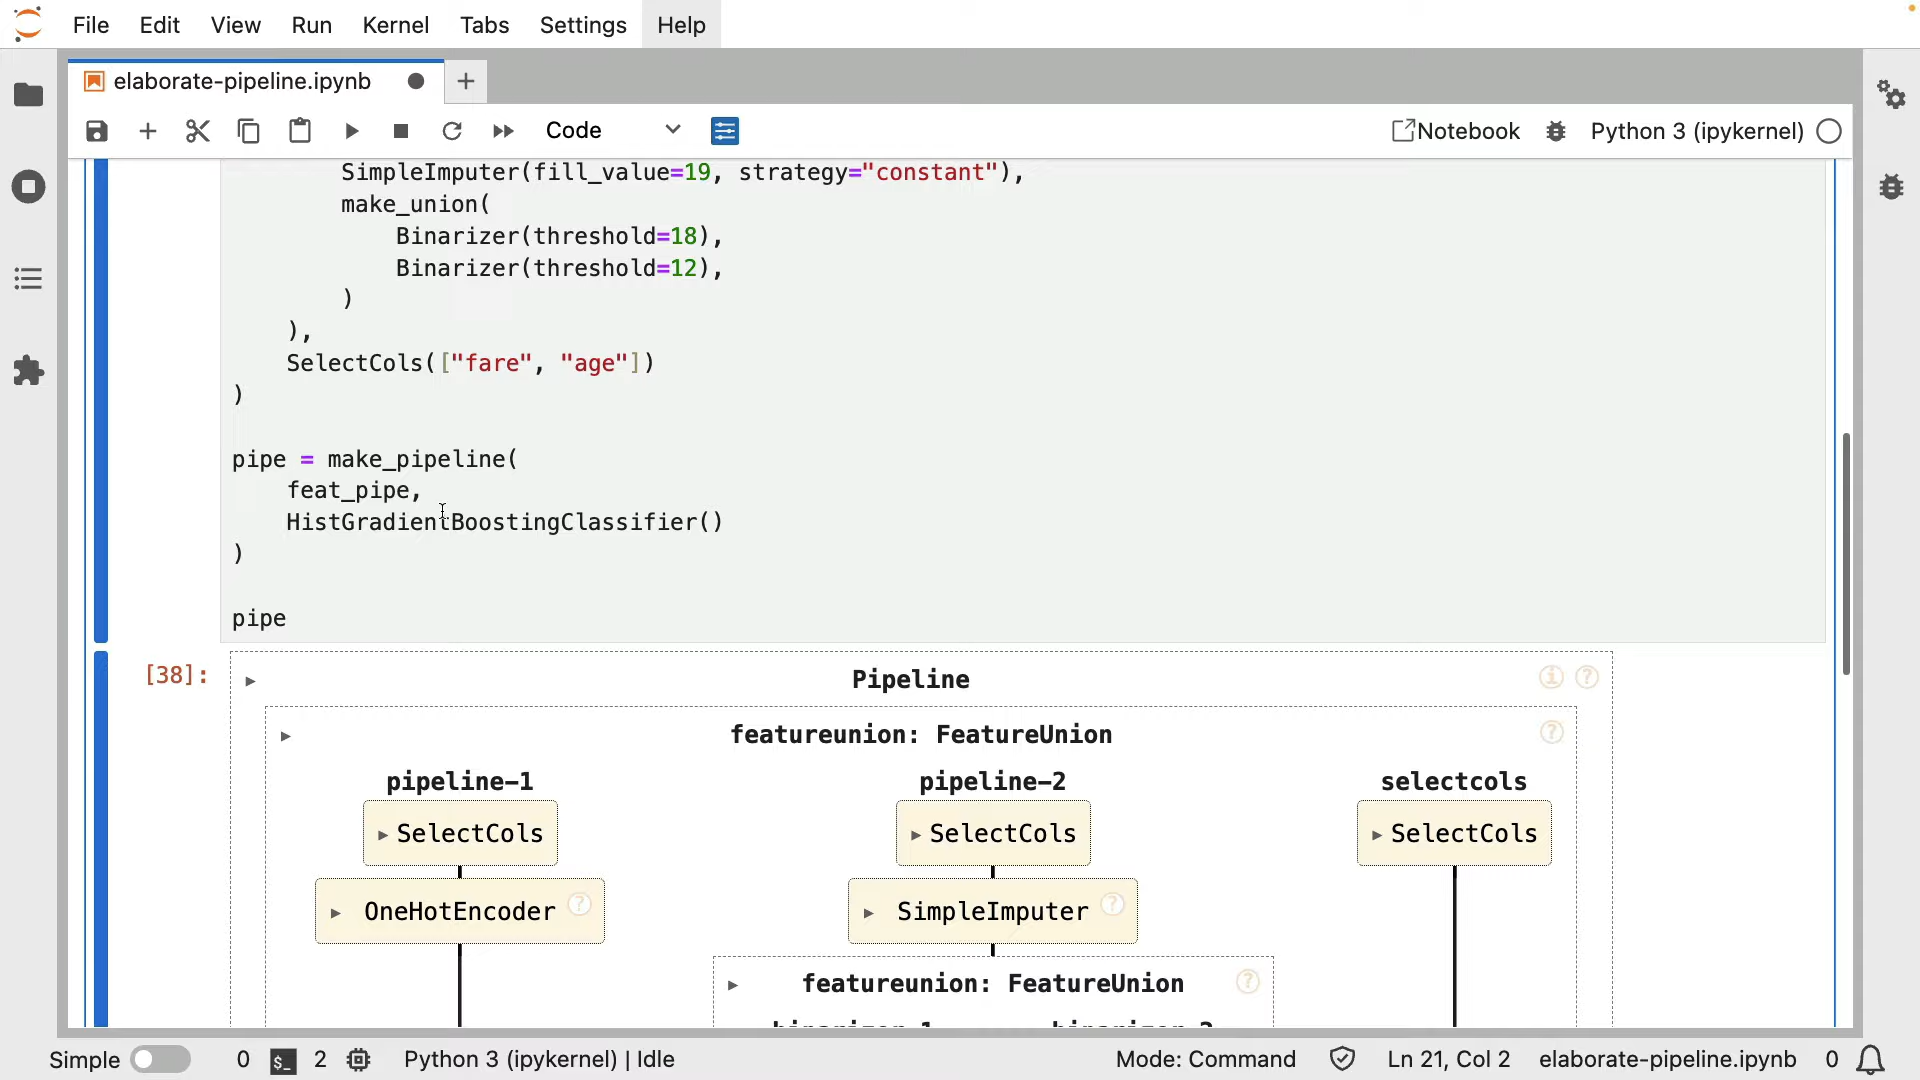 File Edit View Run Kernel Tabs Settings Help
elaborate-pipeline.ipynb
Code
Notebook
Python 3 (ipykernel)
SimpleImputer(fill_value=19, strategy="constant"),
make_union(
Binarizer(threshold=18),
Binarizer(threshold=12),
)
),
SelectCols(["fare", "age"])
)
pipe = make_pipeline(
feat_pipe,
HistGradientBoostingClassifier()
)
pipe
[38]:
Pipeline
featureunion: FeatureUnion
pipeline-1 pipeline-2 selectcols
SelectCols SelectCols SelectCols
OneHotEncoder SimpleImputer
featureunion: FeatureUnion
Simple 0 $_ 2 Python 3 (ipykernel) | Idle Mode: Command Ln 21, Col 2 elaborate-pipeline.ipynb 0